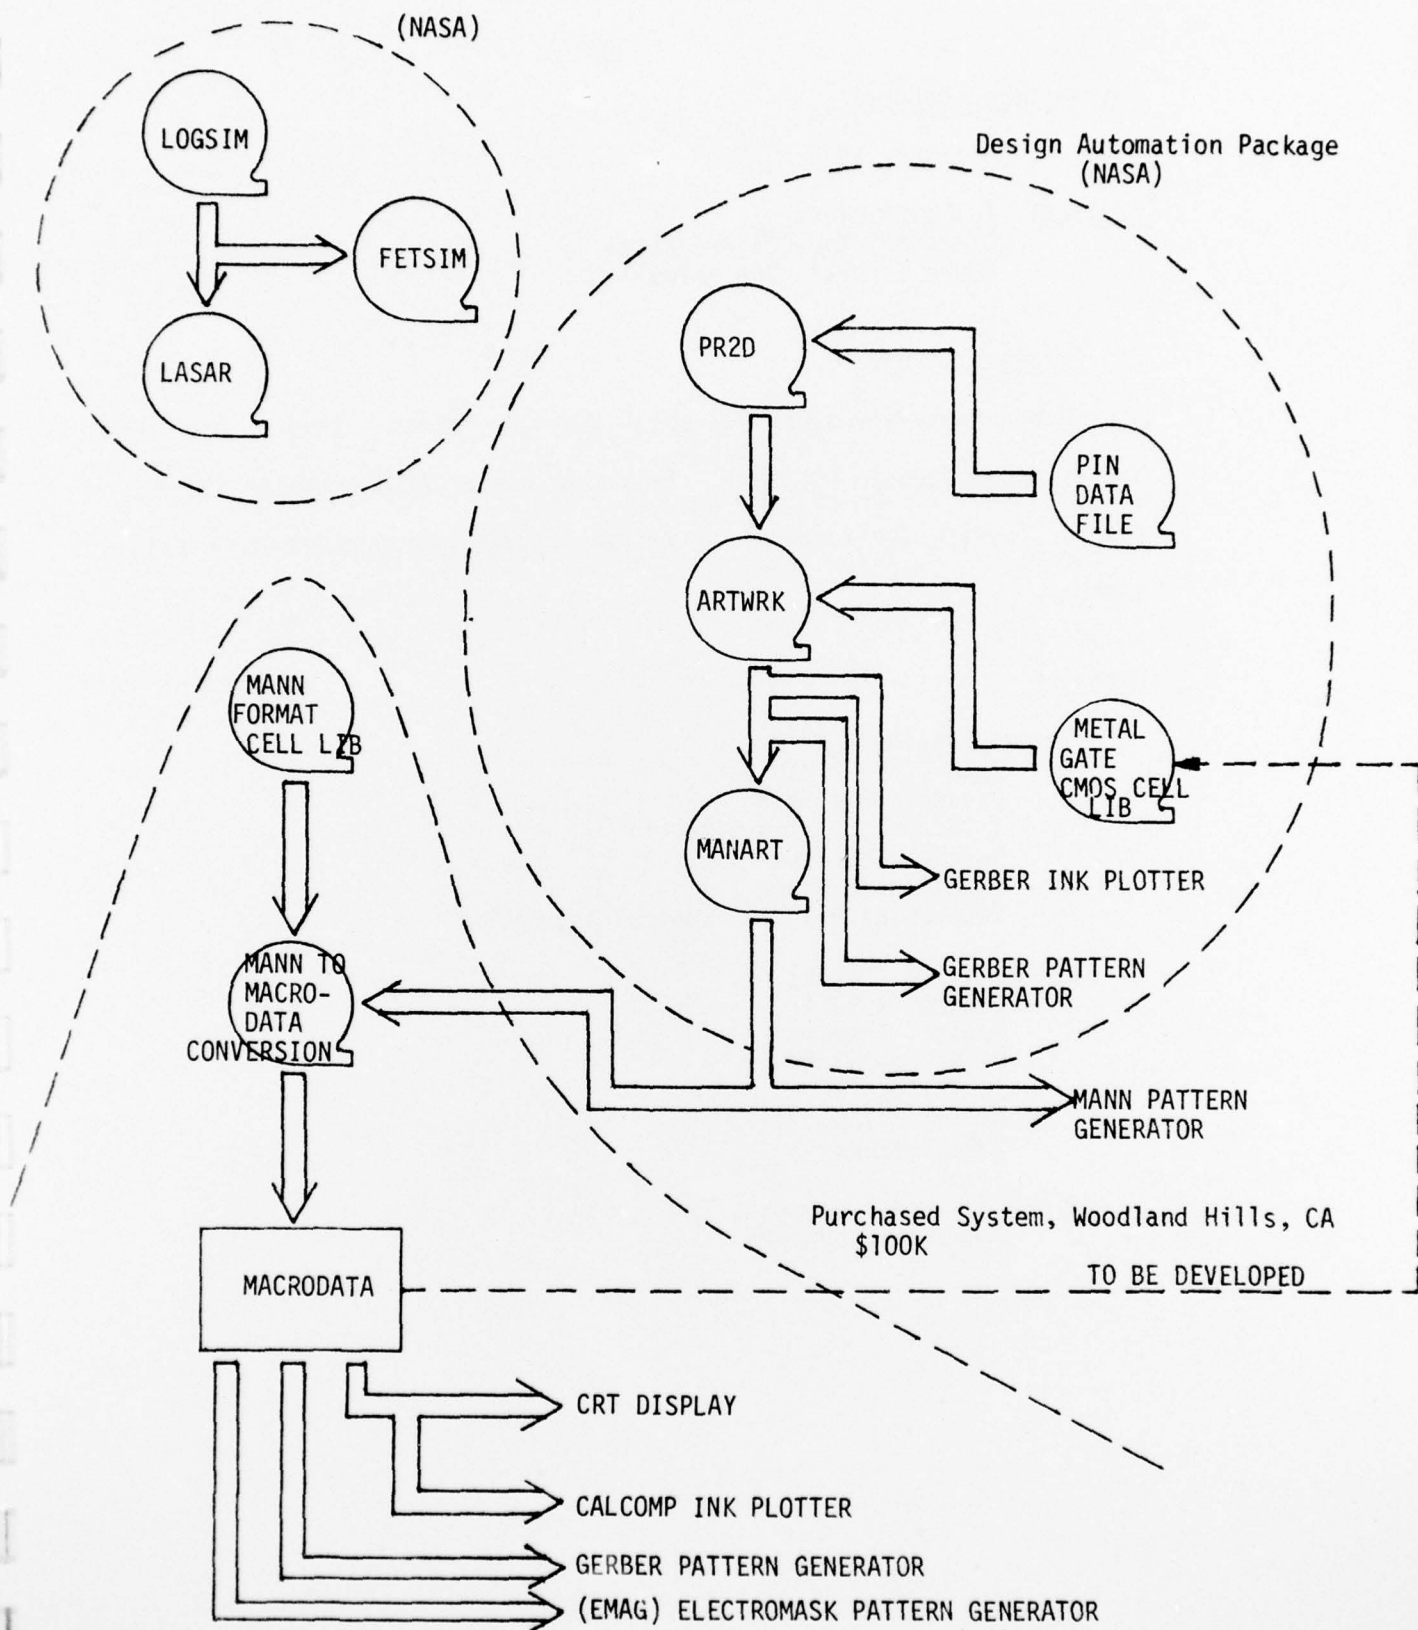 (NASA)
LOGSIM
FETSIM
LASAR
Design Automation Package
(NASA)
PR2D
PIN
DATA
FILE
ARTWRK
METAL
GATE
CMOS CELL
LIB
MANART
GERBER INK PLOTTER
GERBER PATTERN
GENERATOR
MANN PATTERN
GENERATOR
MANN
FORMAT
CELL LIB
MANN TO
MACRO-
DATA
CONVERSION
Purchased System, Woodland Hills, CA
$100K
TO BE DEVELOPED
MACRODATA
CRT DISPLAY
CALCOMP INK PLOTTER
GERBER PATTERN GENERATOR
(EMAG) ELECTROMASK PATTERN GENERATOR